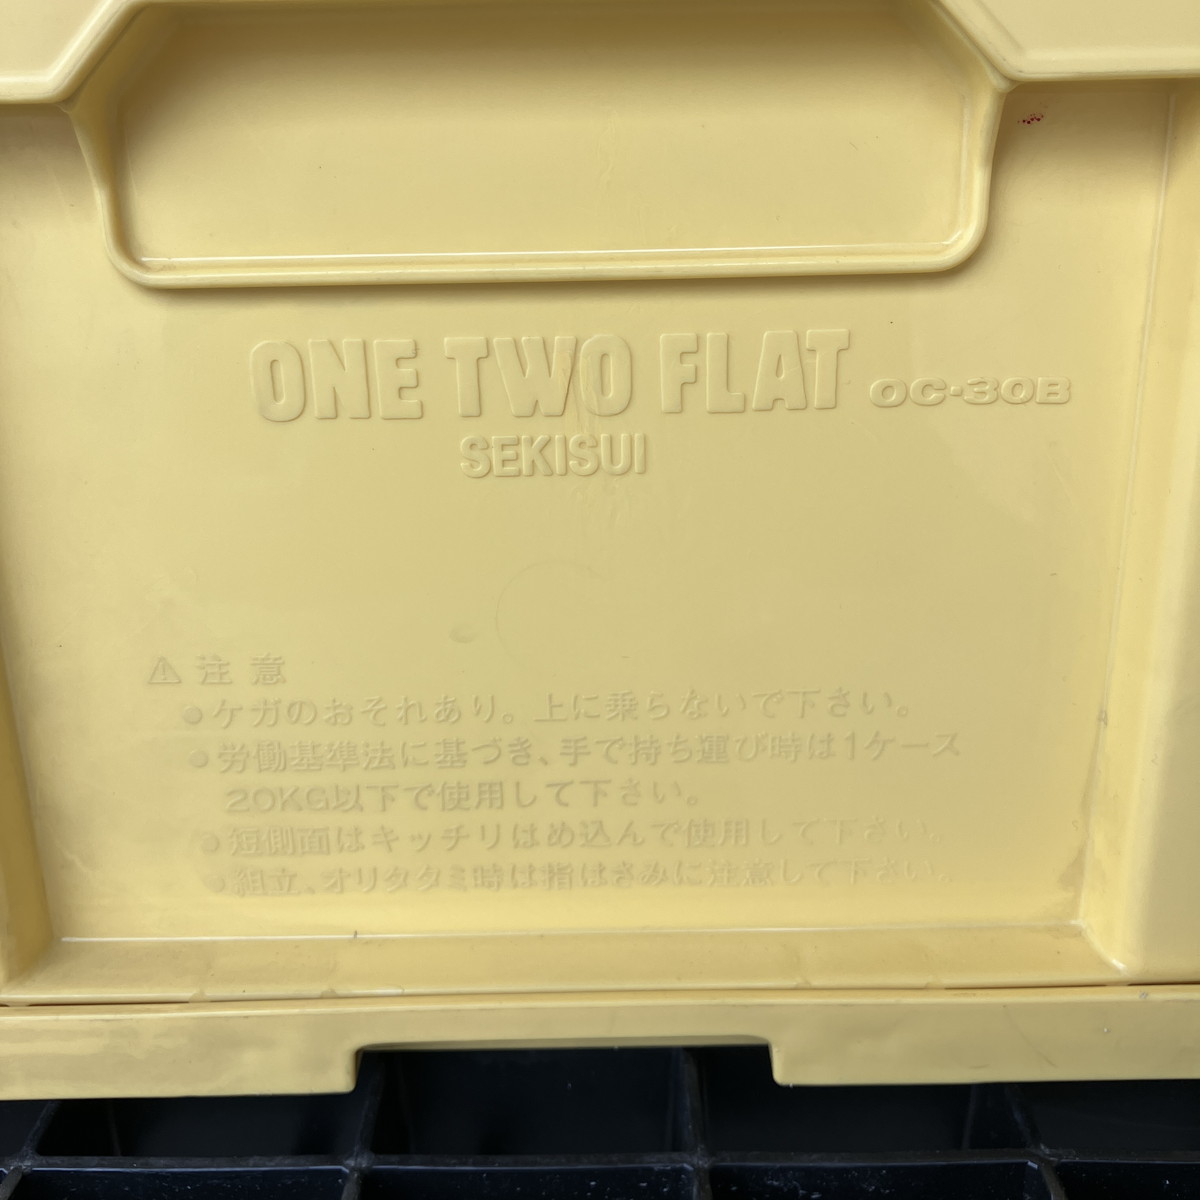 ONE TWO FLAT OC-30B
SEKISUI
⚠ 注意
●ケガのおそれあり。上に乗らないで下さい。
●労働基準法に基づき、手で持ち運び時は1ケース
20KG以下で使用して下さい。
●短側面はキッチリはめ込んで使用して下さい。
●組立、オリタタミ時は指はさみに注意して下さい。